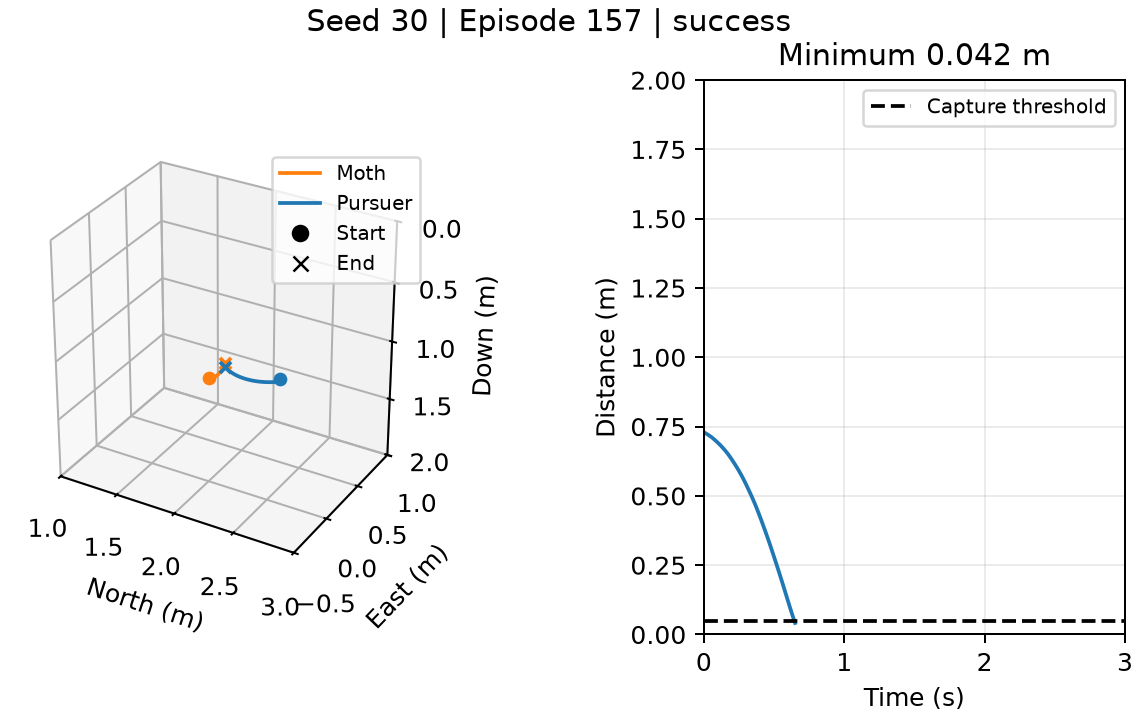 Seed 30 | Episode 157 | success
Moth
Pursuer
Start
End
0.0
0.5
1.0
1.5
2.0
Down (m)
1.0
1.5
2.0
2.5
3.0
North (m)
−0.5
0.0
0.5
1.0
East (m)
Minimum 0.042 m
Capture threshold
2.00
1.75
1.50
1.25
1.00
0.75
0.50
0.25
0.00
Distance (m)
0
1
2
3
Time (s)